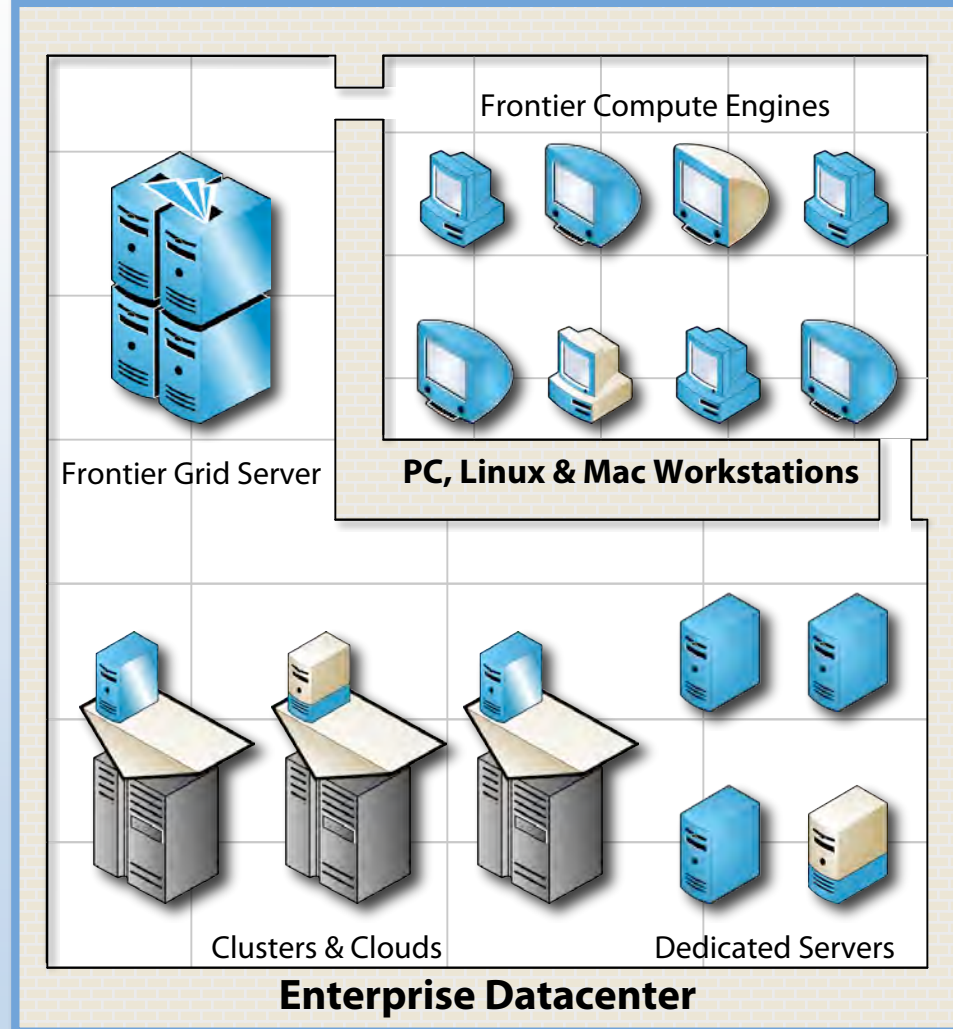 Frontier Compute Engines
Frontier Grid Server
PC, Linux & Mac Workstations
Clusters & Clouds
Dedicated Servers
Enterprise Datacenter